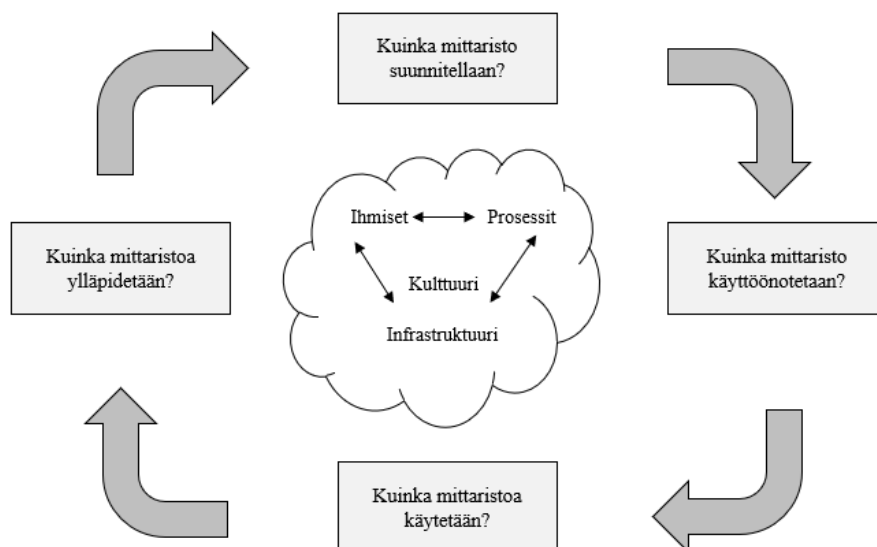 Kuinka mittaristo
suunnitellaan?
Ihmiset
Prosessit
Kuinka mittaristoa
ylläpidetään?
Kulttuuri
Kuinka mittaristo
käyttöönotetaan?
Infrastruktuuri
Kuinka mittaristoa
käytetään?